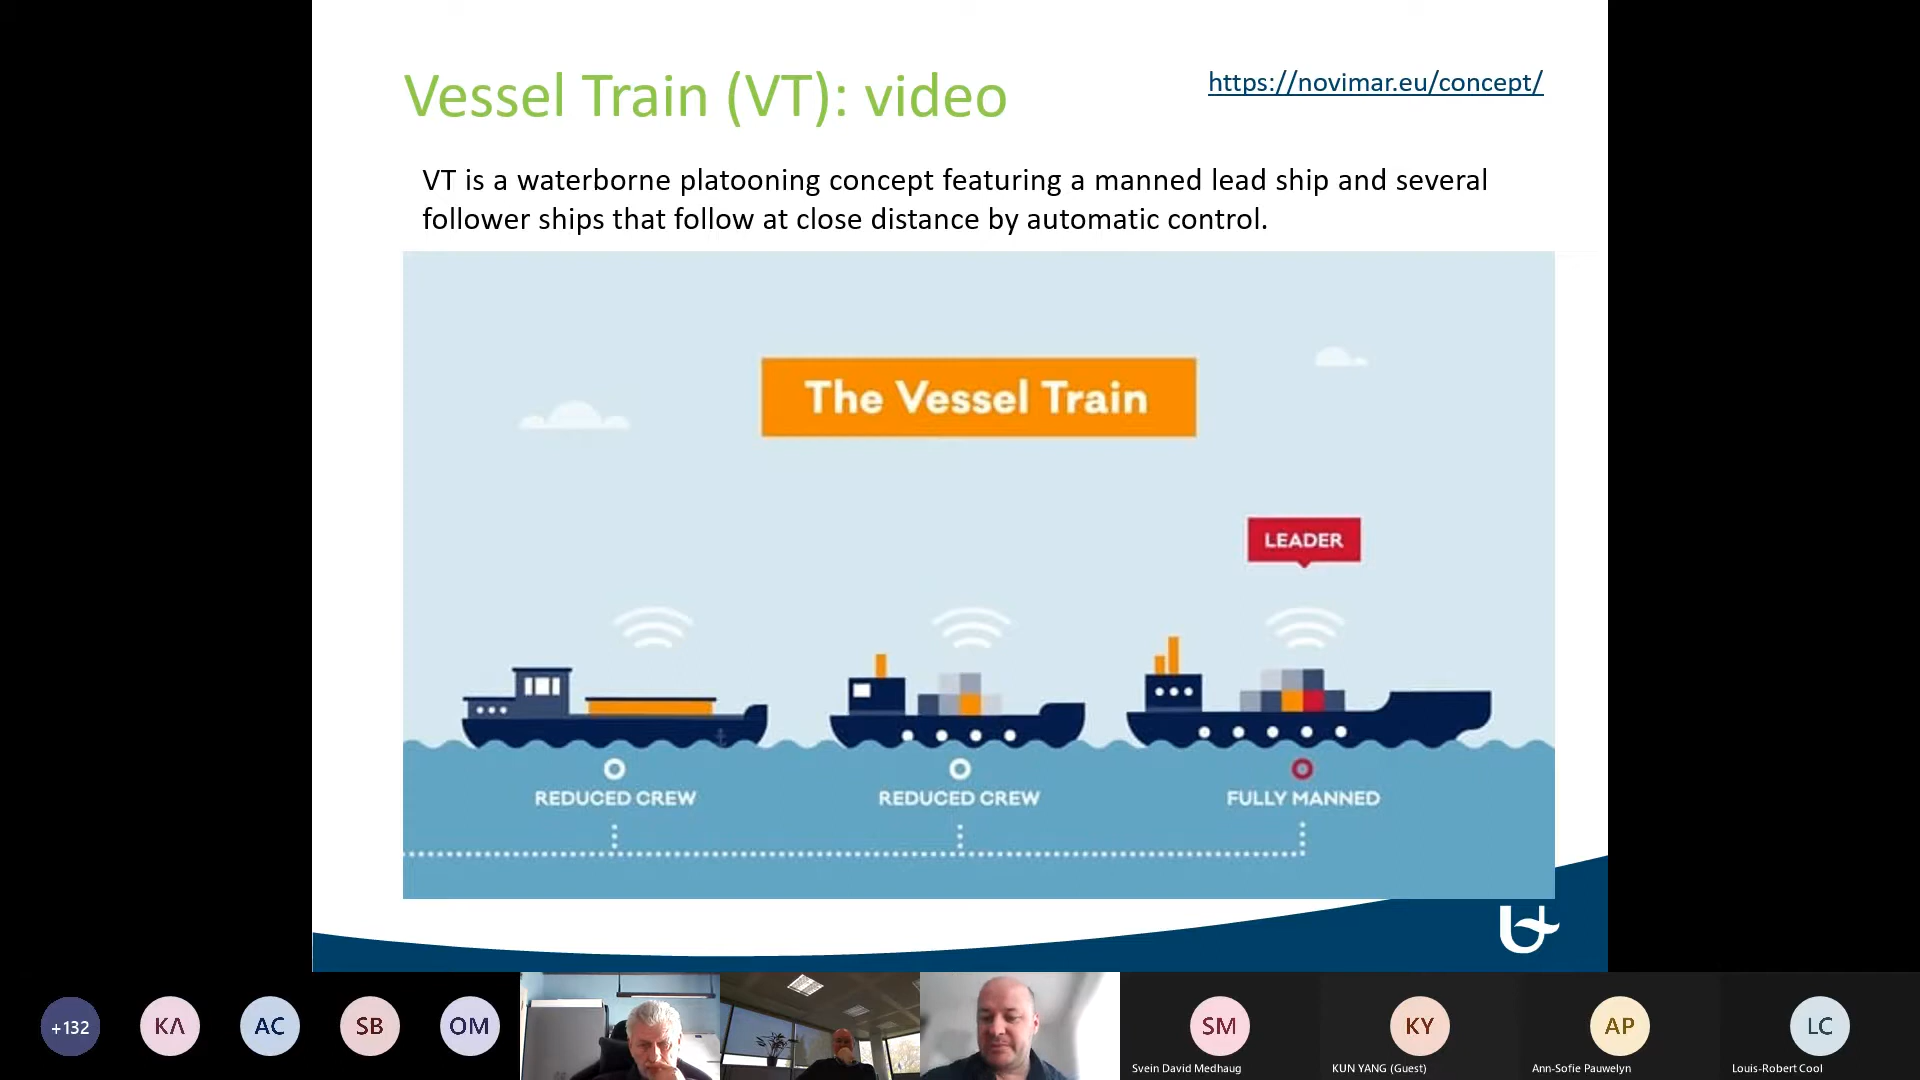 Vessel Train (VT): video
https://novimar.eu/concept/
VT is a waterborne platooning concept featuring a manned lead ship and several
follower ships that follow at close distance by automatic control.
The Vessel Train
LEADER
REDUCED CREW
REDUCED CREW
FULLY MANNED
+132
ΚΛ
AC
SB
OM
SM
KY
AP
LC
Svein David Medhaug
KUN YANG (Guest)
Ann-Sofie Pauwelyn
Louis-Robert Cool